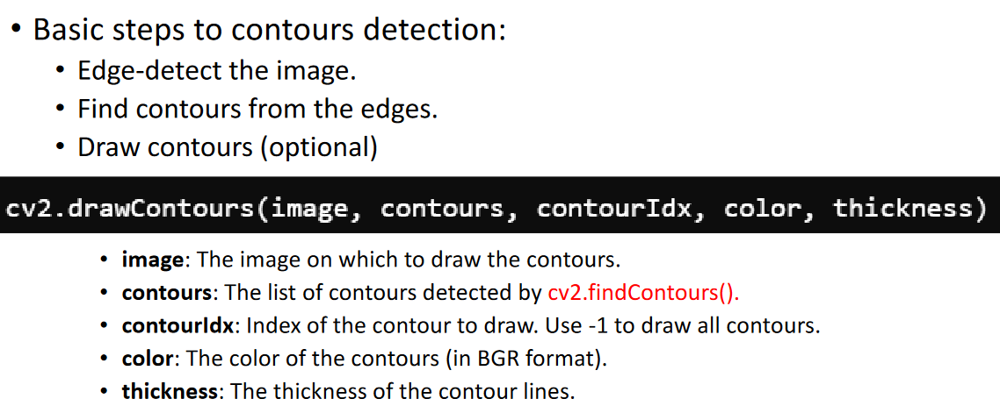 • Basic steps to contours detection:
• Edge-detect the image.
• Find contours from the edges.
• Draw contours (optional)
cv2.drawContours(image, contours, contourIdx, color, thickness)
• image: The image on which to draw the contours.
• contours: The list of contours detected by cv2.findContours().
• contourIdx: Index of the contour to draw. Use -1 to draw all contours.
• color: The color of the contours (in BGR format).
• thickness: The thickness of the contour lines.